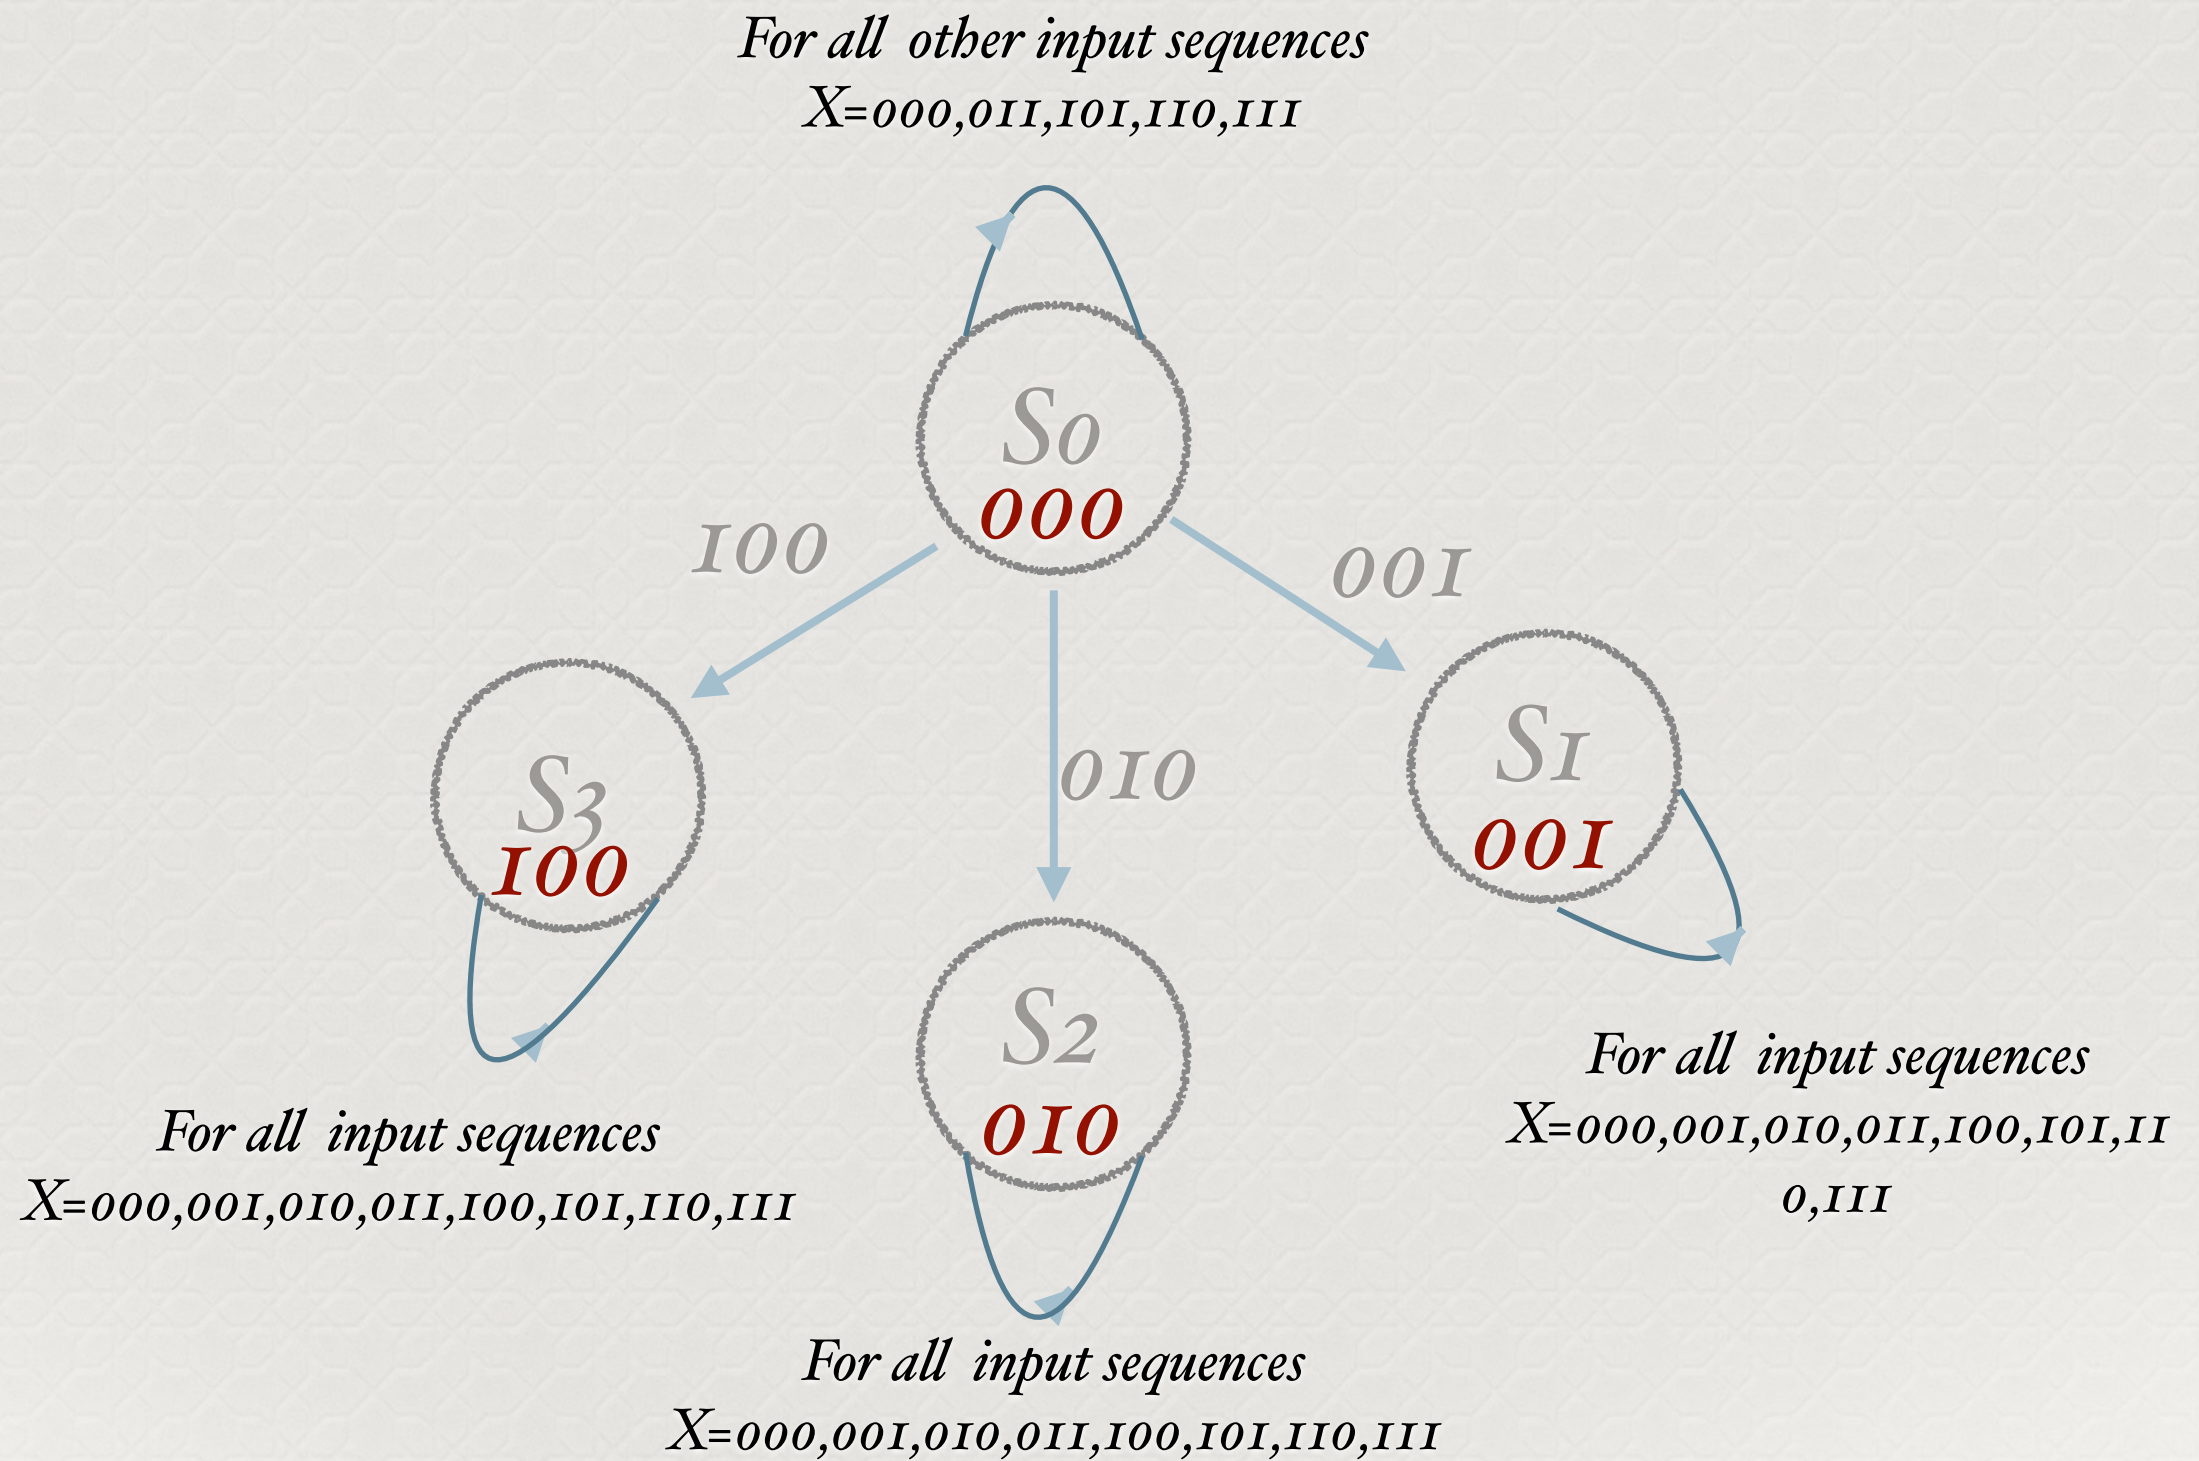 For all other input sequences
X=000,011,101,110,111
S0
000
100
001
S3
100
010
S1
001
S2
010
For all input sequences
X=000,001,010,011,100,101,11
0,111
For all input sequences
X=000,001,010,011,100,101,110,111
For all input sequences
X=000,001,010,011,100,101,110,111